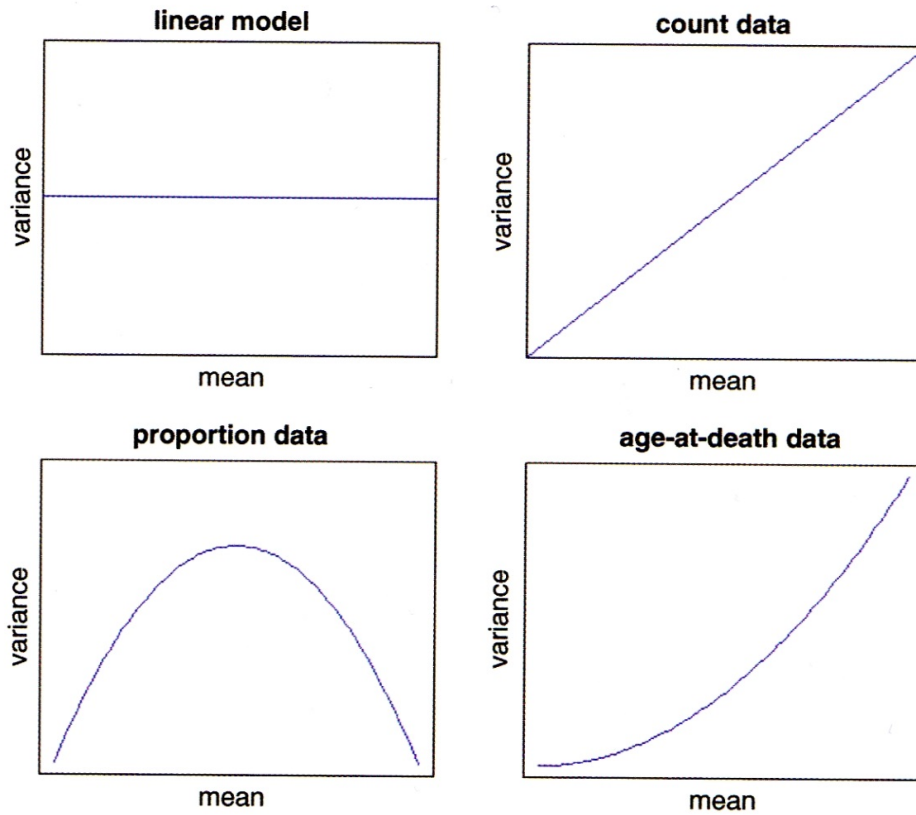 linear model
variance
mean
count data
variance
mean
proportion data
variance
mean
age-at-death data
variance
mean